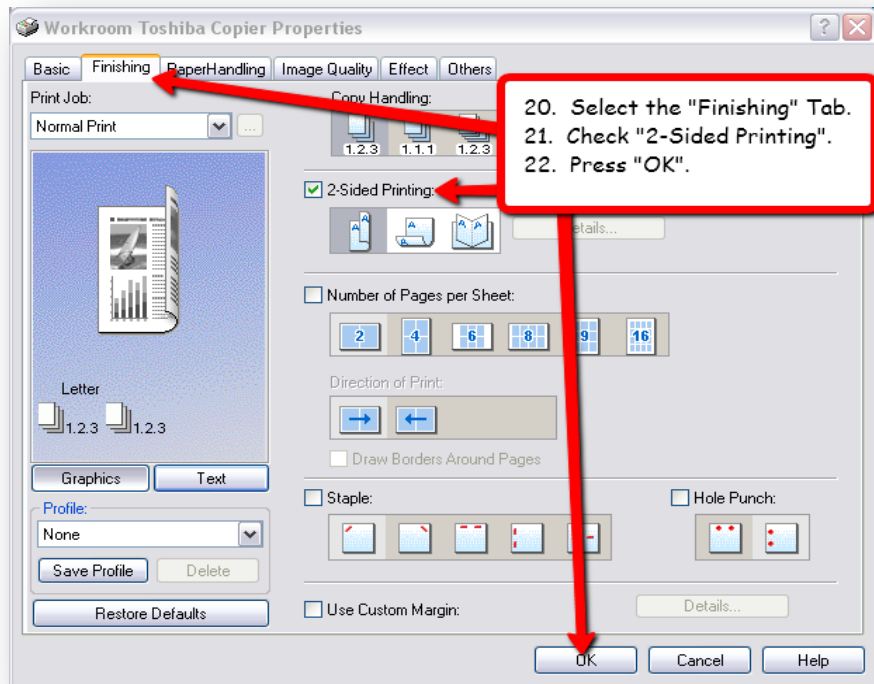 Workroom Toshiba Copier Properties
Basic Finishing PaperHandling Image Quality Effect Others
Print Job:
Normal Print
...
Copy Handling:
1.2.3 1.1.1 1.2.3
20. Select the "Finishing" Tab.
21. Check "2-Sided Printing".
22. Press "OK".
2-Sided Printing:
A A A A
etails...
Number of Pages per Sheet:
2 4 6 8 9 16
Direction of Print:
Draw Borders Around Pages
Letter
1.2.3 1.2.3
Graphics Text
Profile:
None
Save Profile Delete
Restore Defaults
Staple: Hole Punch:
Use Custom Margin: Details...
OK Cancel Help